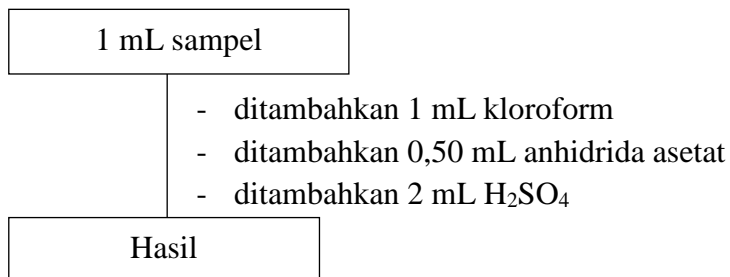 1 mL sampel
- ditambahkan 1 mL kloroform
- ditambahkan 0,50 mL anhidrida asetat
- ditambahkan 2 mL H₂SO₄
Hasil